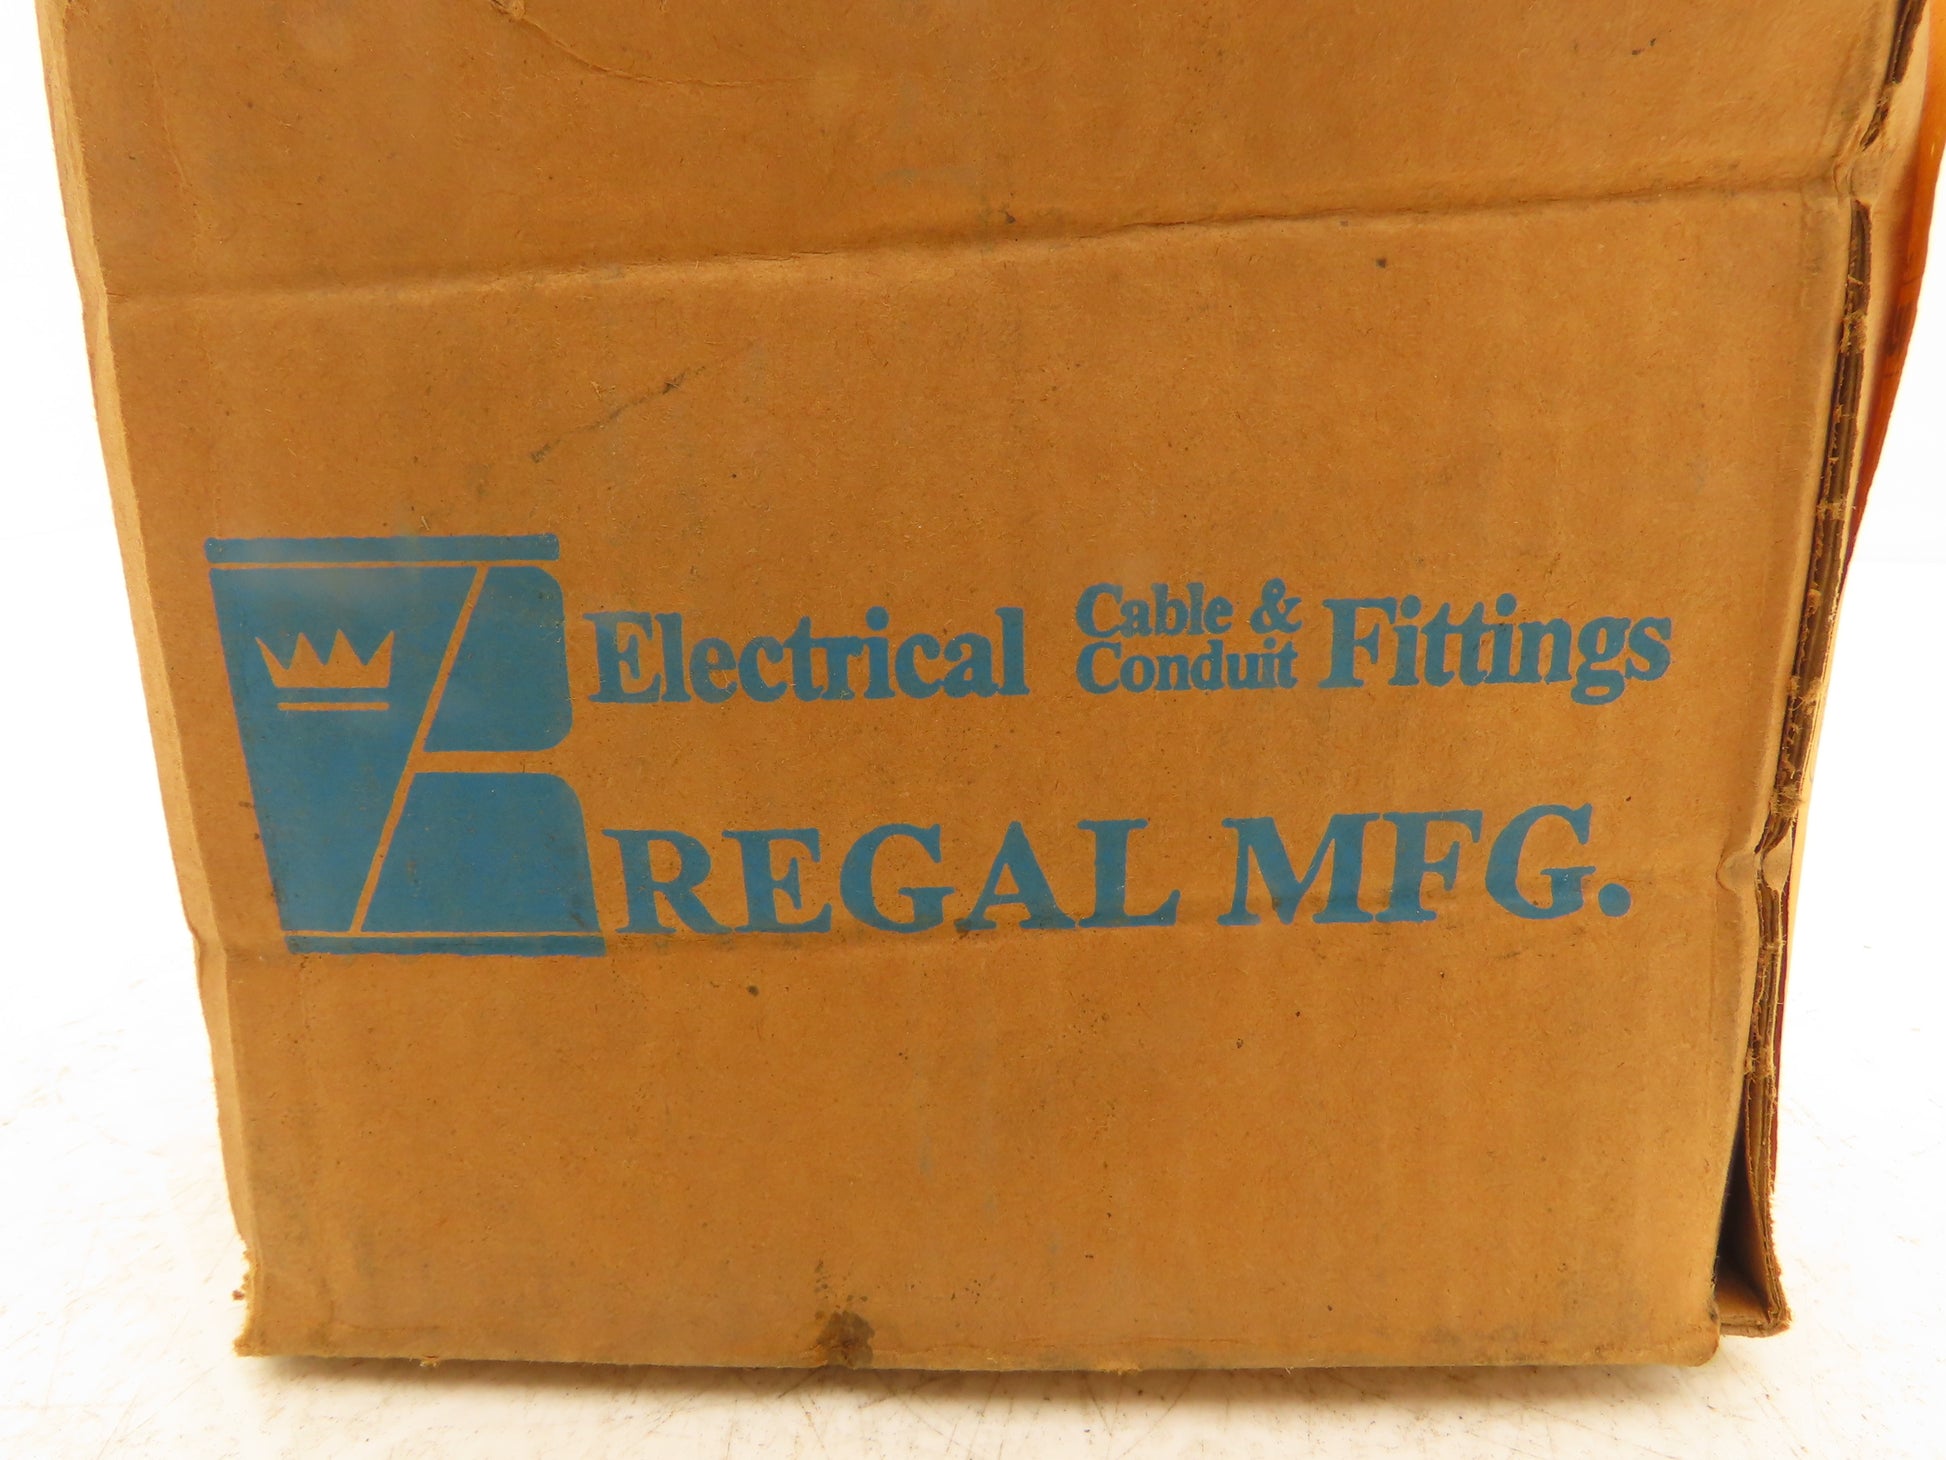 Electrical Cable & Conduit Fittings
REGAL MFG.